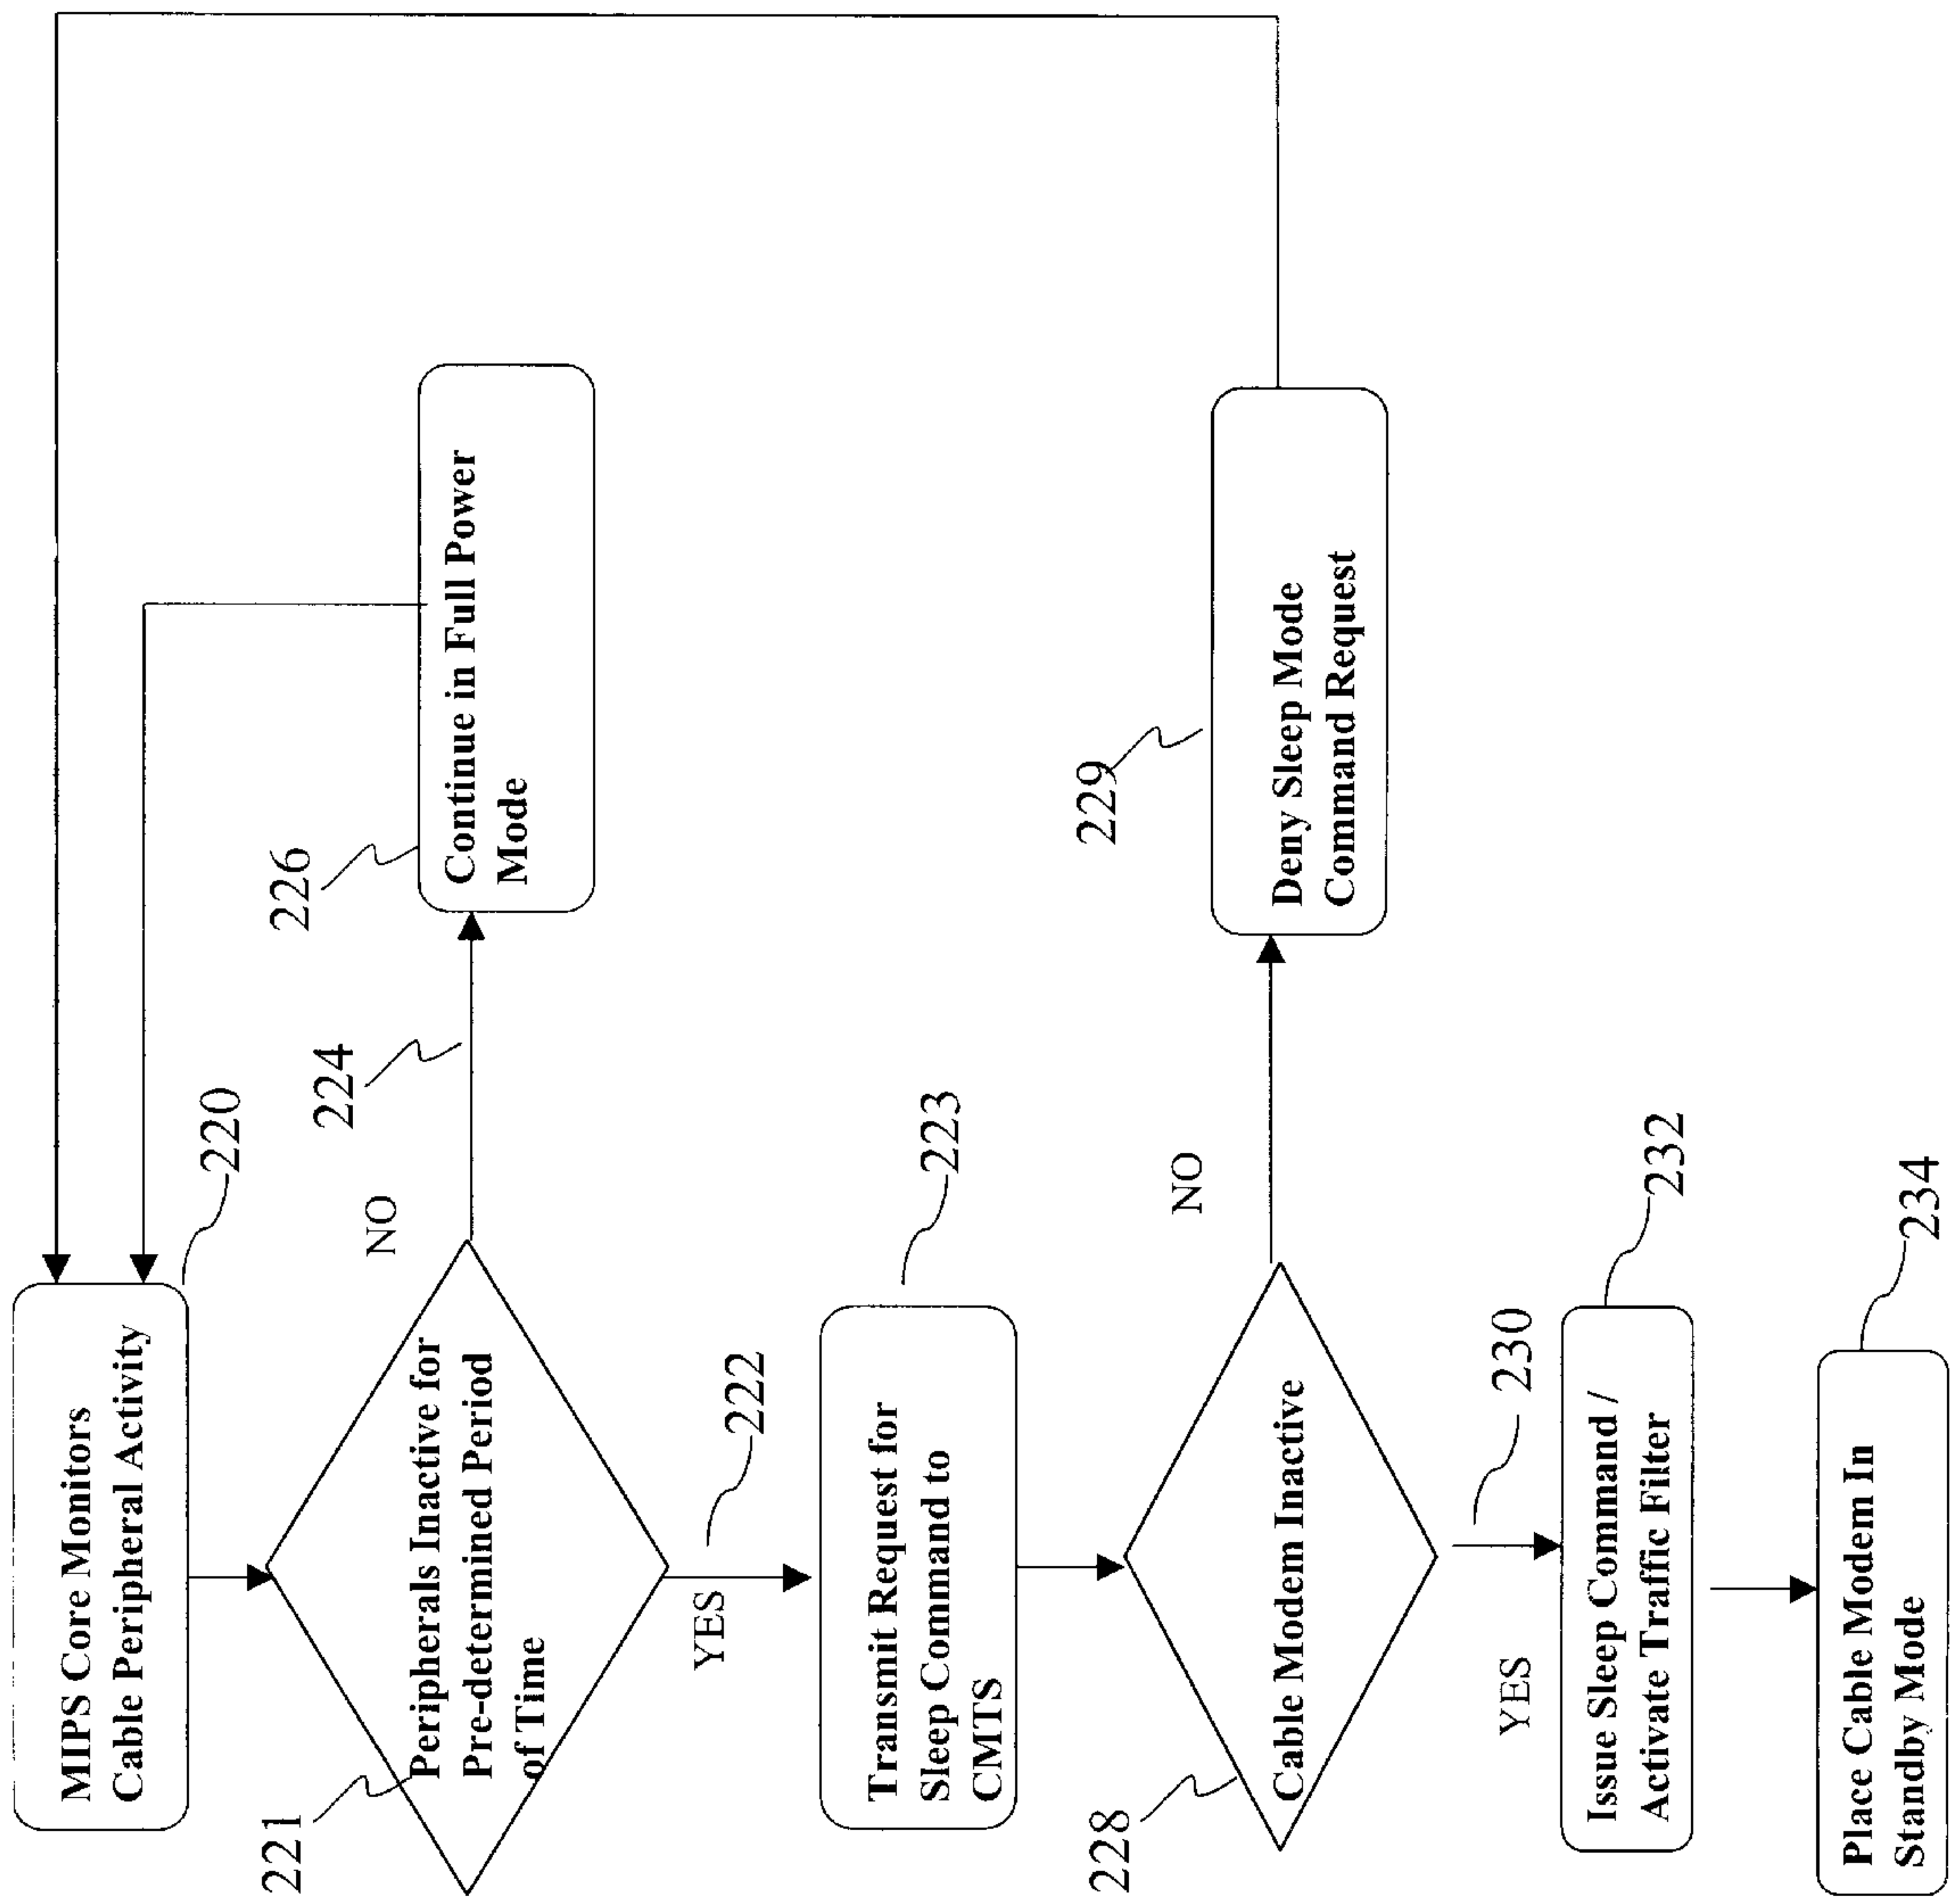 MIPS Core Monitors
Cable Peripheral Activity
220
221
Peripherals Inactive for
Pre-determined Period
of Time
NO
224
226
Continue in Full Power
Mode
YES
222
Transmit Request for
Sleep Command to
CMTS
223
228
Cable Modem Inactive
NO
229
Deny Sleep Mode
Command Request
YES
230
Issue Sleep Command /
Activate Traffic Filter
232
Place Cable Modem In
Standby Mode
234